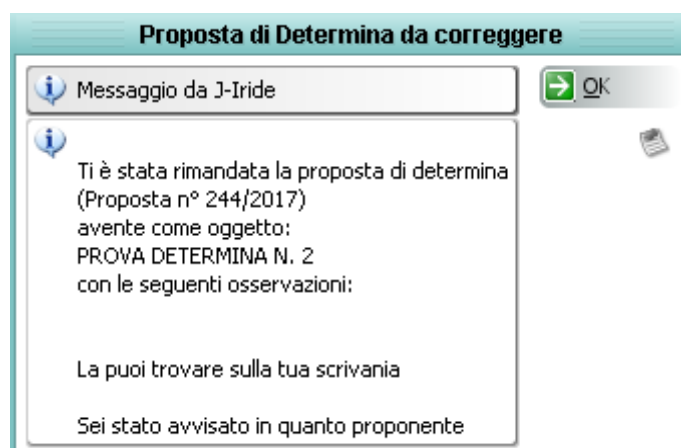 Proposta di Determina da correggere
Messaggio da J-Iride
OK
Ti è stata rimandata la proposta di determina
(Proposta n° 244/2017)
avente come oggetto:
PROVA DETERMINA N. 2
con le seguenti osservazioni:
La puoi trovare sulla tua scrivania
Sei stato avvisato in quanto proponente